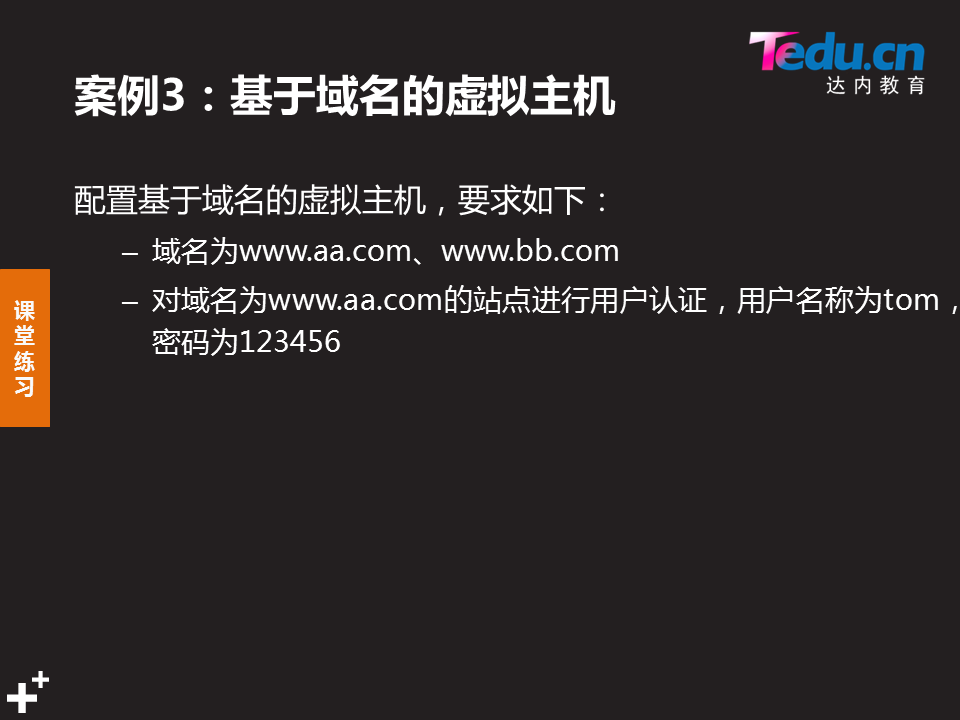 Tedu.cn
达内教育
案例3：基于域名的虚拟主机
配置基于域名的虚拟主机，要求如下：
– 域名为www.aa.com、www.bb.com
– 对域名为www.aa.com的站点进行用户认证，用户名称为tom，
密码为123456
课
堂
练
习